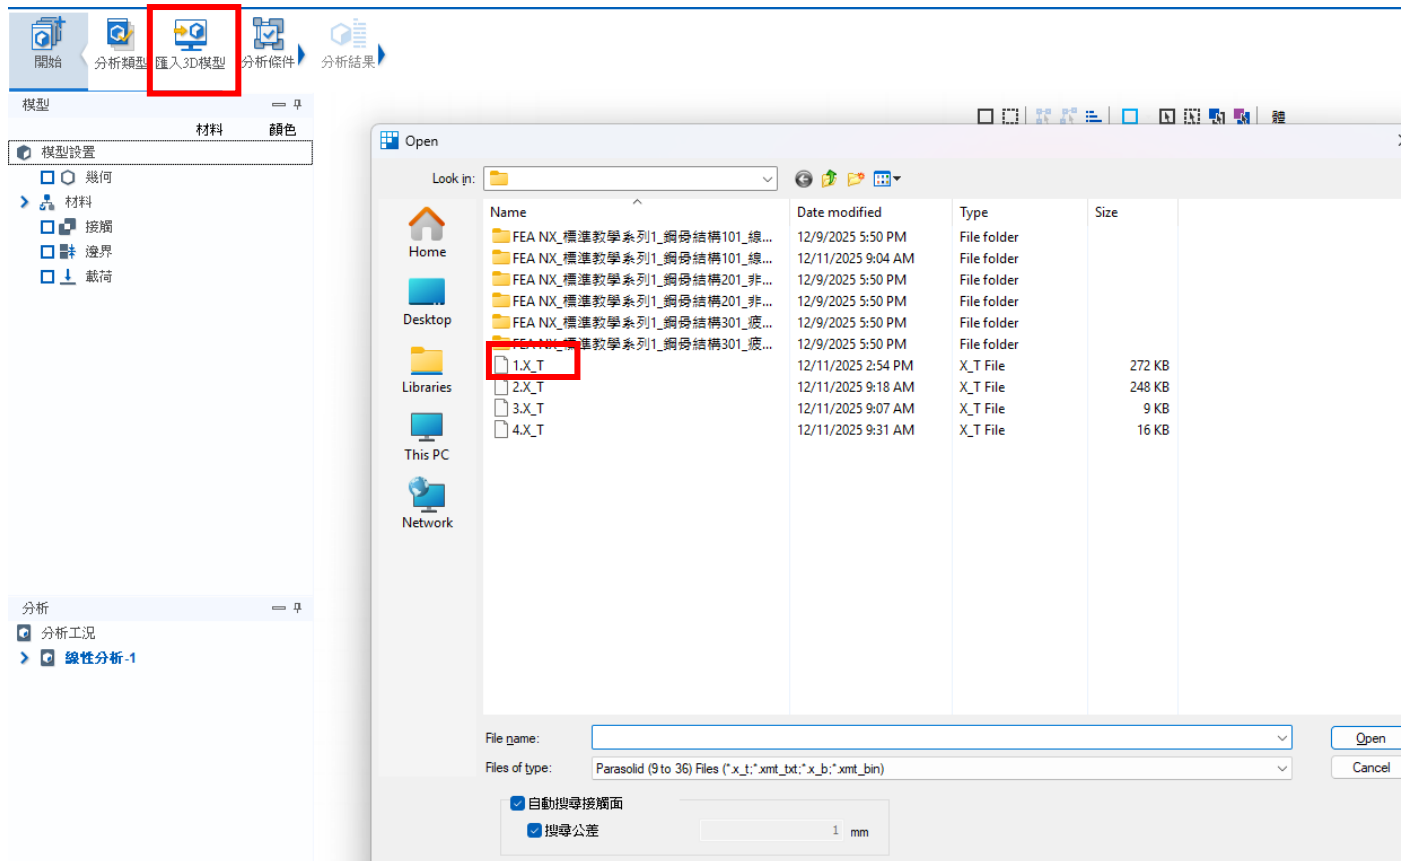 開始
分析類型
匯入3D模型
分析條件
分析結果
模型
材料
顏色
模型設置
幾何
材料
接觸
邊界
載荷
體
Open
Look in:
Name
Date modified
Type
Size
FEA NX_標準教學系列1_鋼骨結構101_線... 12/9/2025 5:50 PM File folder
FEA NX_標準教學系列1_鋼骨結構101_線... 12/11/2025 9:04 AM File folder
FEA NX_標準教學系列1_鋼骨結構201_非... 12/9/2025 5:50 PM File folder
FEA NX_標準教學系列1_鋼骨結構201_非... 12/9/2025 5:50 PM File folder
FEA NX_標準教學系列1_鋼骨結構301_疲... 12/9/2025 5:50 PM File folder
FEA NX_標準教學系列1_鋼骨結構301_疲... 12/9/2025 5:50 PM File folder
1.X_T 12/11/2025 2:54 PM X_T File 272 KB
2.X_T 12/11/2025 9:18 AM X_T File 248 KB
3.X_T 12/11/2025 9:07 AM X_T File 9 KB
4.X_T 12/11/2025 9:31 AM X_T File 16 KB
Home
Desktop
Libraries
This PC
Network
分析
分析工況
線性分析-1
File name:
Open
Files of type:
Parasolid (9 to 36) Files (*.x_t;*.xmt_txt;*.x_b;*.xmt_bin)
Cancel
自動搜尋接觸面
搜尋公差
1 mm